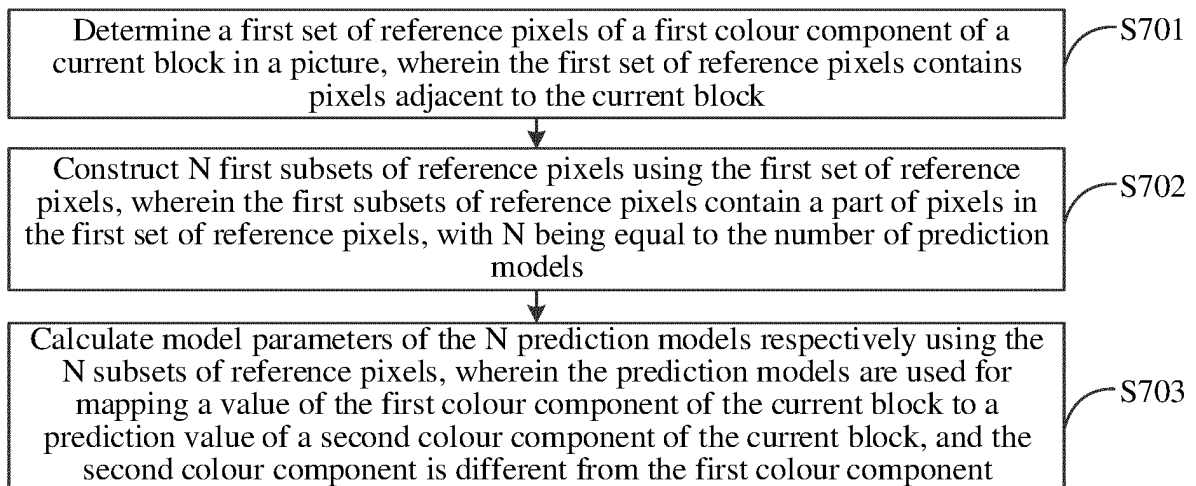 Determine a first set of reference pixels of a first colour component of a
current block in a picture, wherein the first set of reference pixels contains
pixels adjacent to the current block
S701
Construct N first subsets of reference pixels using the first set of reference
pixels, wherein the first subsets of reference pixels contain a part of pixels in
the first set of reference pixels, with N being equal to the number of prediction
models
S702
Calculate model parameters of the N prediction models respectively using the
N subsets of reference pixels, wherein the prediction models are used for
mapping a value of the first colour component of the current block to a
prediction value of a second colour component of the current block, and the
second colour component is different from the first colour component
S703